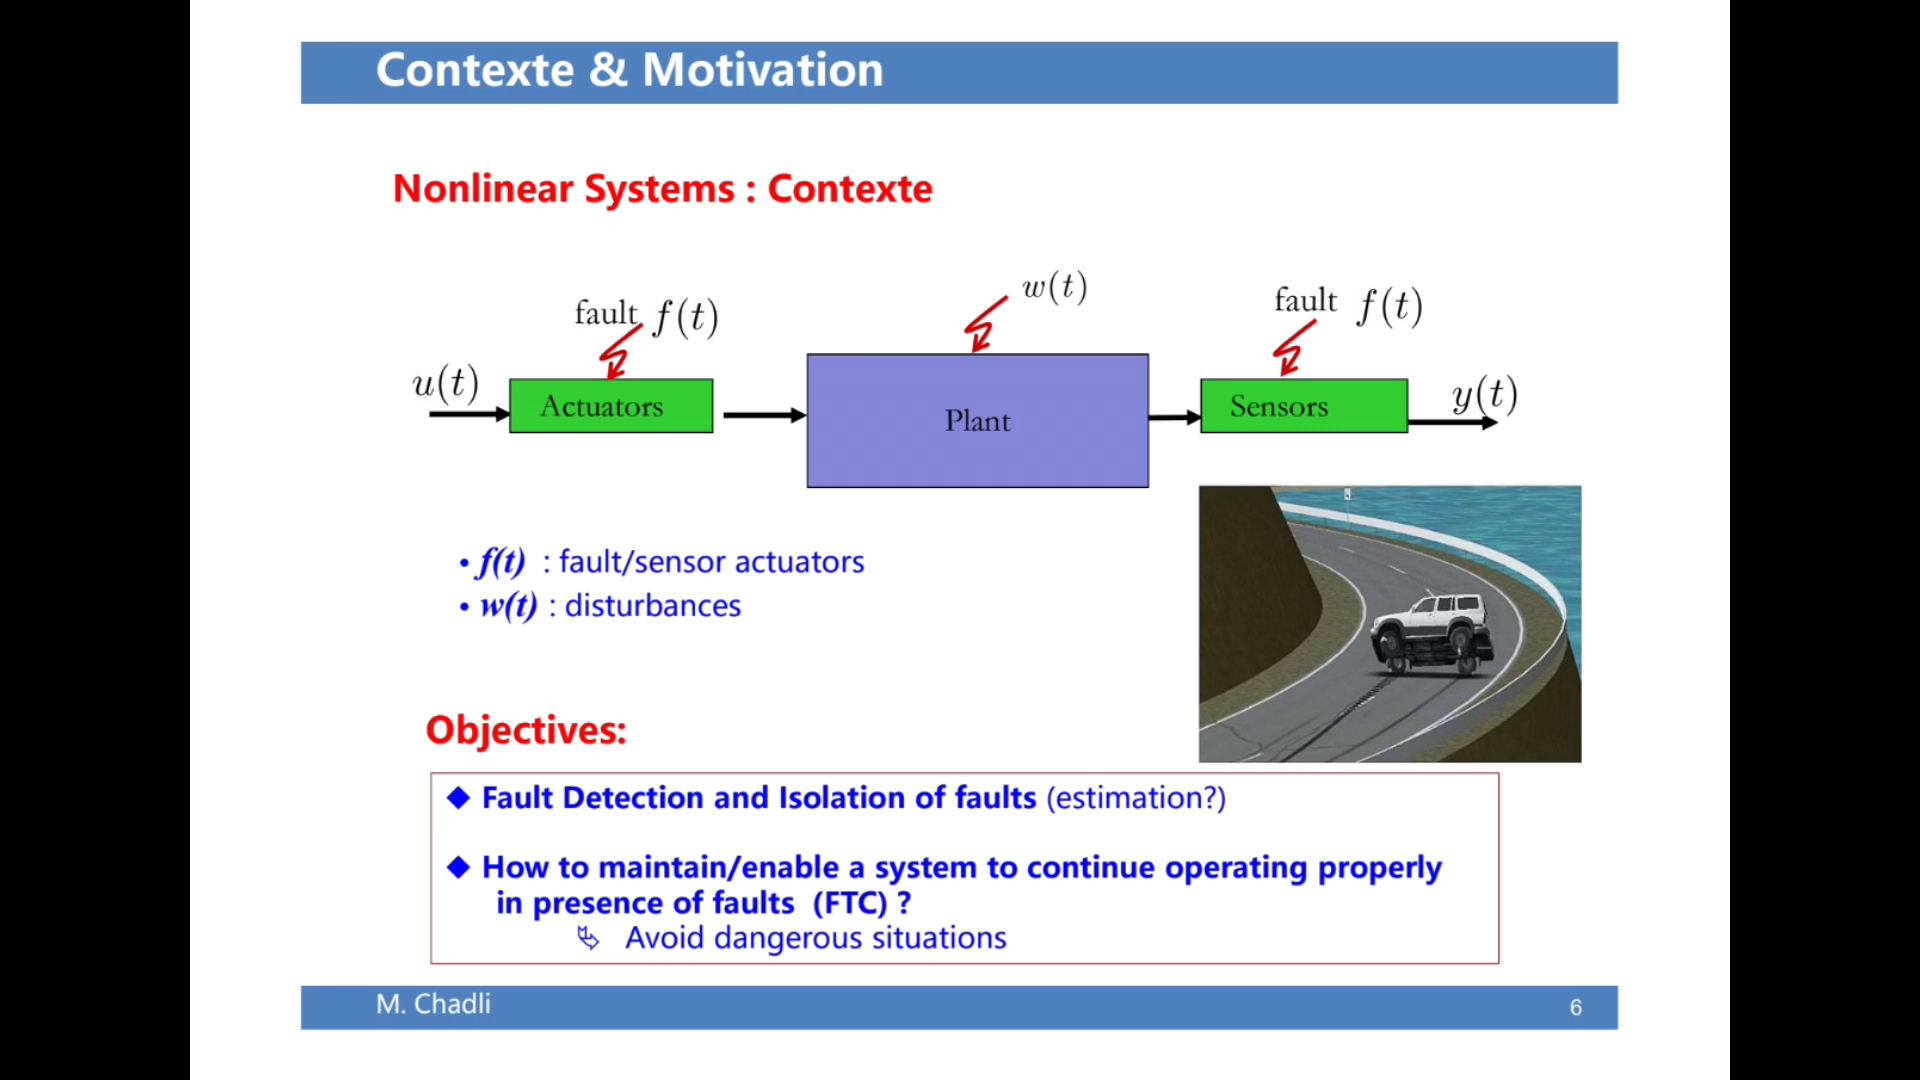 Contexte & Motivation
Nonlinear Systems : Contexte
w(t)
fault f(t)
fault f(t)
u(t)
Actuators
Plant
Sensors
y(t)
• f(t) : fault/sensor actuators
• w(t) : disturbances
Objectives:
◆ Fault Detection and Isolation of faults (estimation?)
◆ How to maintain/enable a system to continue operating properly
in presence of faults (FTC) ?
Avoid dangerous situations
M. Chadli
6